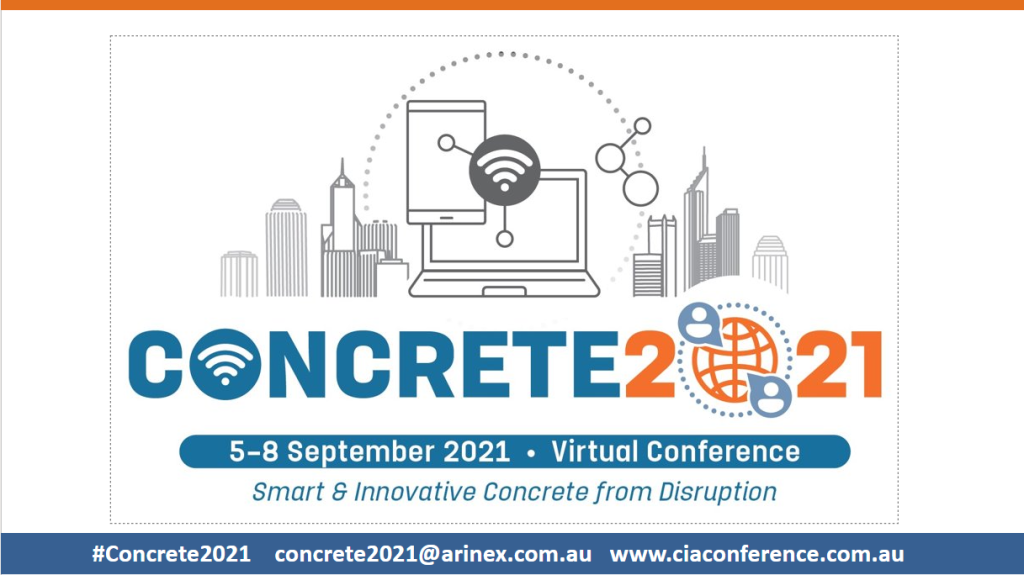 CONCRETE2021
5–8 September 2021 • Virtual Conference
Smart & Innovative Concrete from Disruption
#Concrete2021 concrete2021@arinex.com.au www.ciaconference.com.au